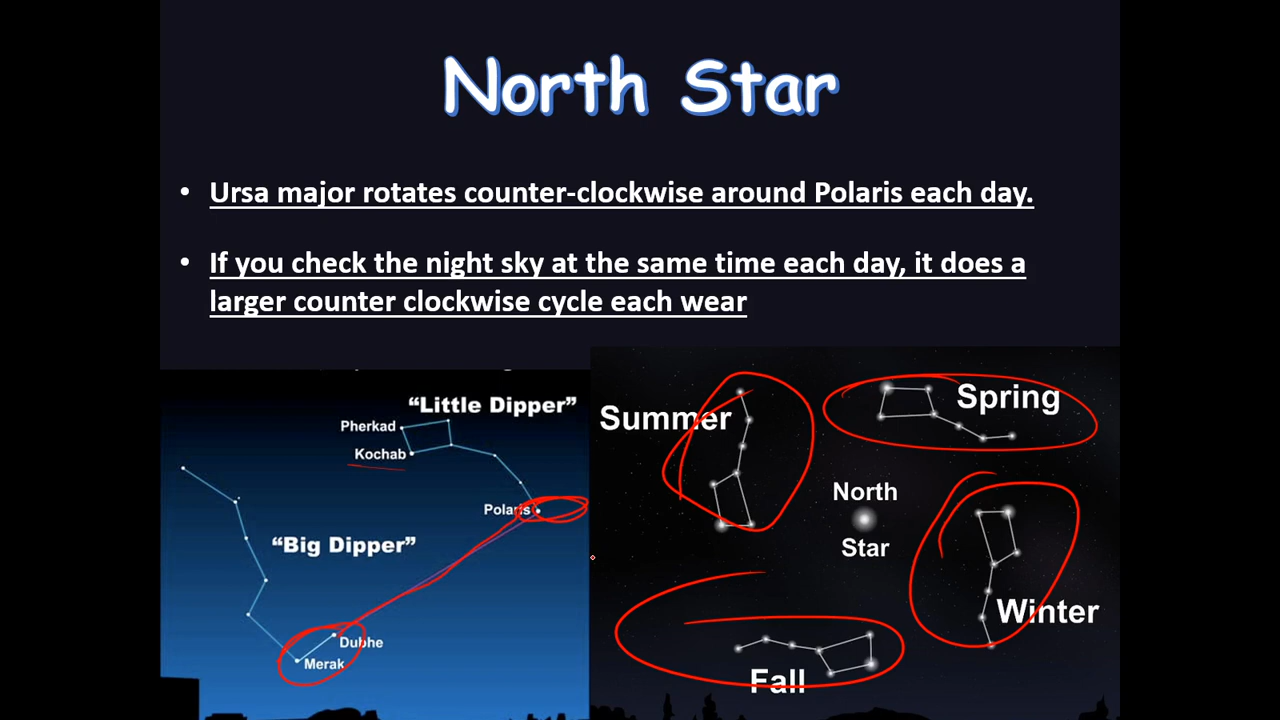 North Star
• Ursa major rotates counter-clockwise around Polaris each day.
• If you check the night sky at the same time each day, it does a
larger counter clockwise cycle each wear
"Little Dipper"
Pherkad
Kochab
Polaris
"Big Dipper"
Dubhe
Merak
Summer
Spring
North
Star
Winter
Fall